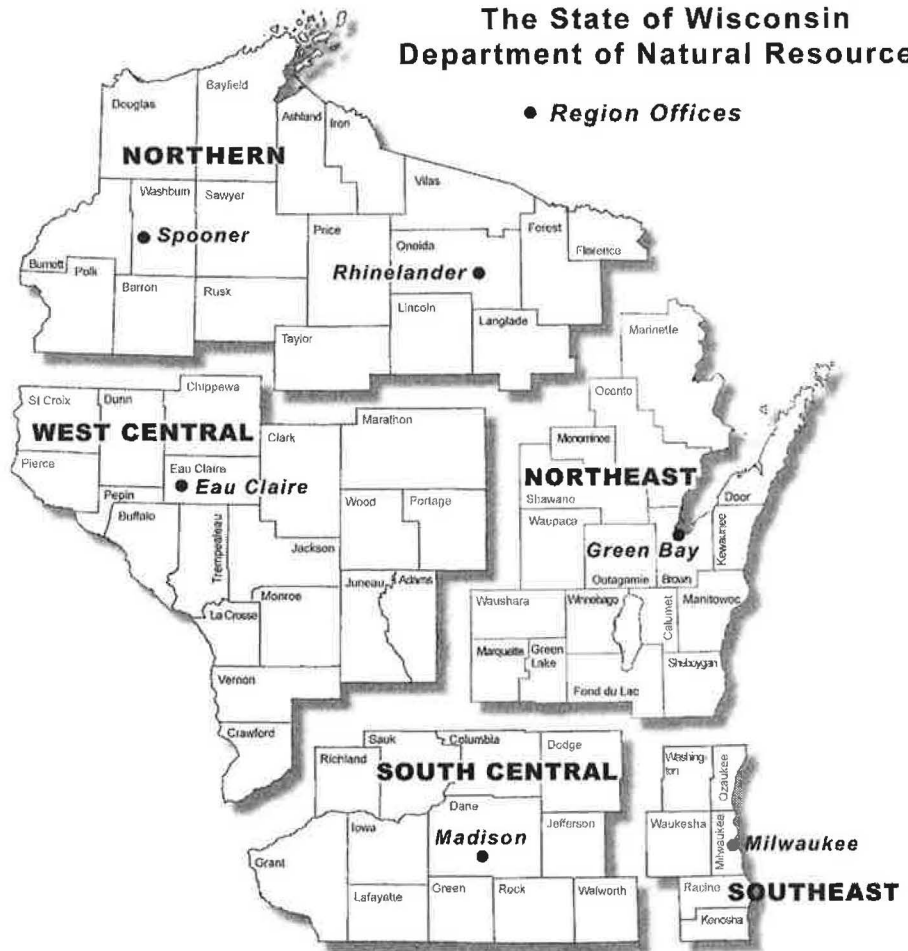 The State of Wisconsin
Department of Natural Resource
Region Offices
Bayfield
Douglas
Ashland
Iron
NORTHERN
Vilas
Washburn
Sawyer
Price
Forest
Spooner
Oneida
Florence
Rhinelander
Burnett
Polk
Barron
Rusk
Lincoln
Langlade
Taylor
Marinette
Oconto
Chippewa
St Croix
Dunn
Marathon
Clark
WEST CENTRAL
Menominee
Pierce
Eau Claire
Eau Claire
NORTHEAST
Pepin
Wood
Portage
Shawano
Door
Buffalo
Waupaca
Trempealeau
Kewaunee
Jackson
Green Bay
Juneau
Adams
Outagamie
Brown
Monroe
La Crosse
Waushara
Winnebago
Calumet
Manitowoc
Marquette
Green
Lake
Sheboygan
Vernon
Fond du Lac
Crawford
Sauk
Columbia
Dodge
Richland
SOUTH CENTRAL
Washing-
ton
Ozaukee
Dane
Iowa
Jefferson
Waukesha
Milwaukee
Madison
Milwaukee
Grant
Lafayette
Green
Rock
Walworth
Racine
SOUTHEAST
Kenosha